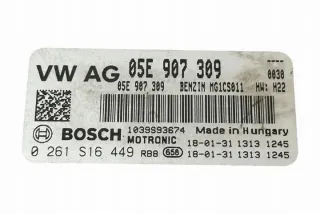 VW AG 05E 907 309
05E 907 309 BENZIN MG1CS011 0030
HW: H22
BOSCH 1039S93674 Made in Hungary
MOTRONIC 18-01-31 1313 1245
0 261 S16 449 RB8 656 18-01-31 1313 1245